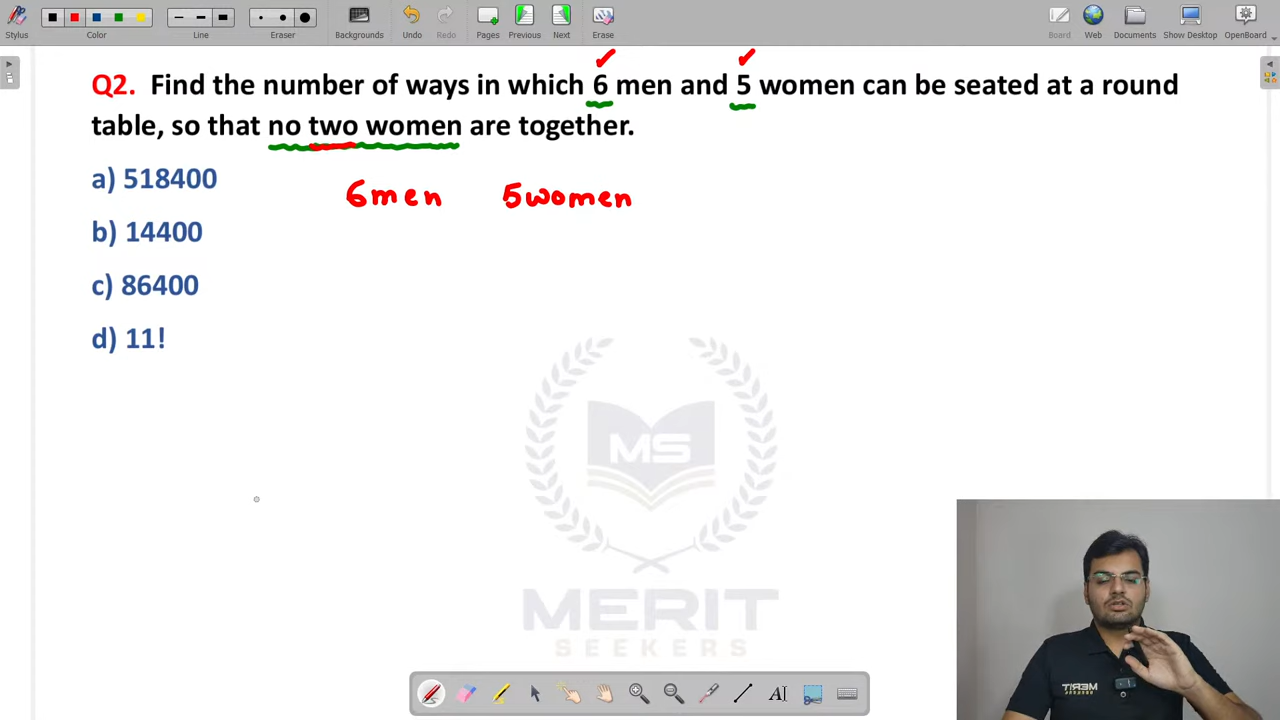 Stylus
Color
Line
Eraser
Backgrounds
Undo
Redo
Pages
Previous
Next
Erase
Board
Web
Documents
Show Desktop
OpenBoard
Q2. Find the number of ways in which 6 men and 5 women can be seated at a round
table, so that no two women are together.
a) 518400
6men 5women
b) 14400
c) 86400
d) 11!
MS
MERIT
SEEKERS
MERIT
SEEKERS